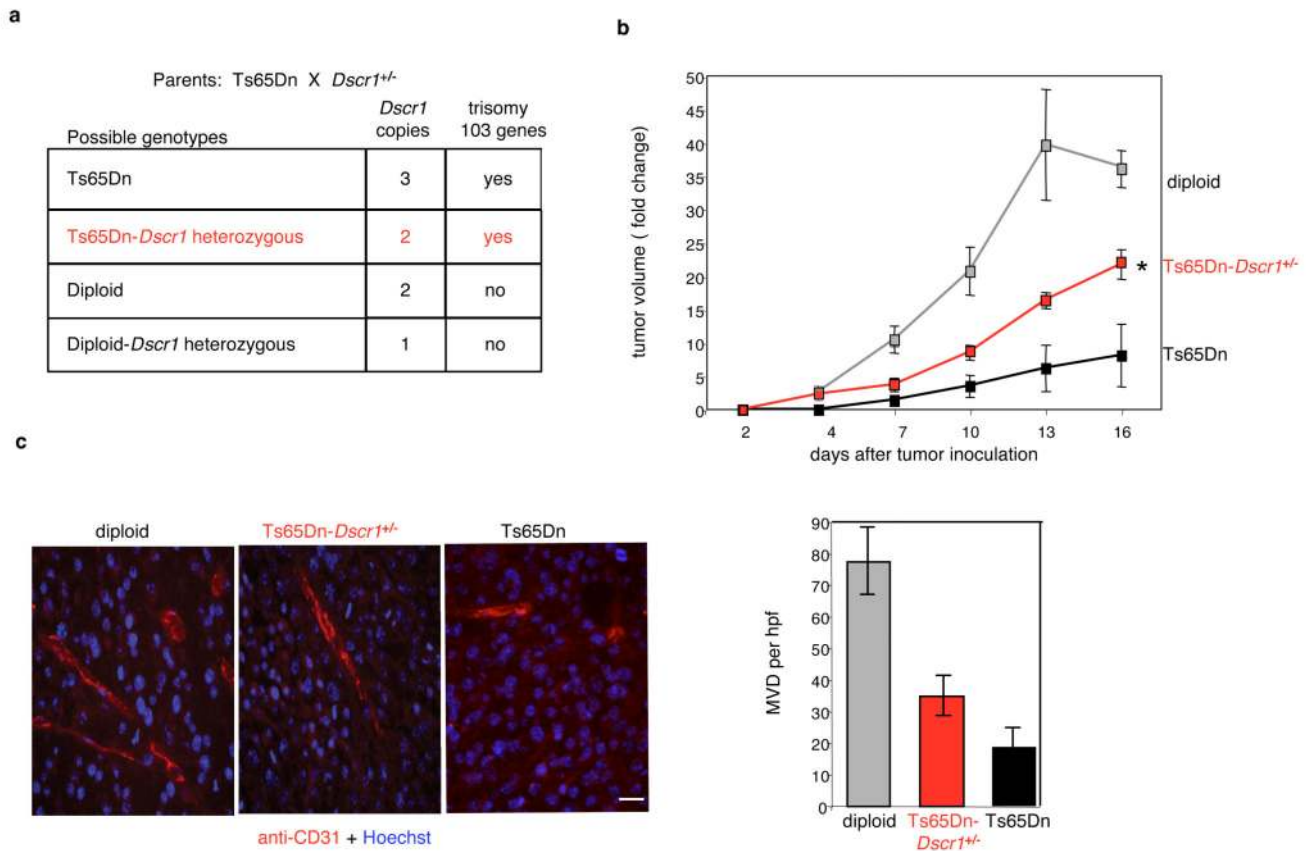 a
Parents: Ts65Dn X Dscr1+/-
Possible genotypes
Dscr1 copies
trisomy 103 genes
Ts65Dn 3 yes
Ts65Dn-Dscr1 heterozygous 2 yes
Diploid 2 no
Diploid-Dscr1 heterozygous 1 no
b
tumor volume ( fold change)
50
45
40
35
30
25
20
15
10
5
0
2 4 7 10 13 16
days after tumor inoculation
diploid
*
Ts65Dn-Dscr1+/-
Ts65Dn
c
diploid
Ts65Dn-Dscr1+/-
Ts65Dn
anti-CD31 + Hoechst
MVD per hpf
90
80
70
60
50
40
30
20
10
0
diploid
Ts65Dn-
Dscr1+/-
Ts65Dn